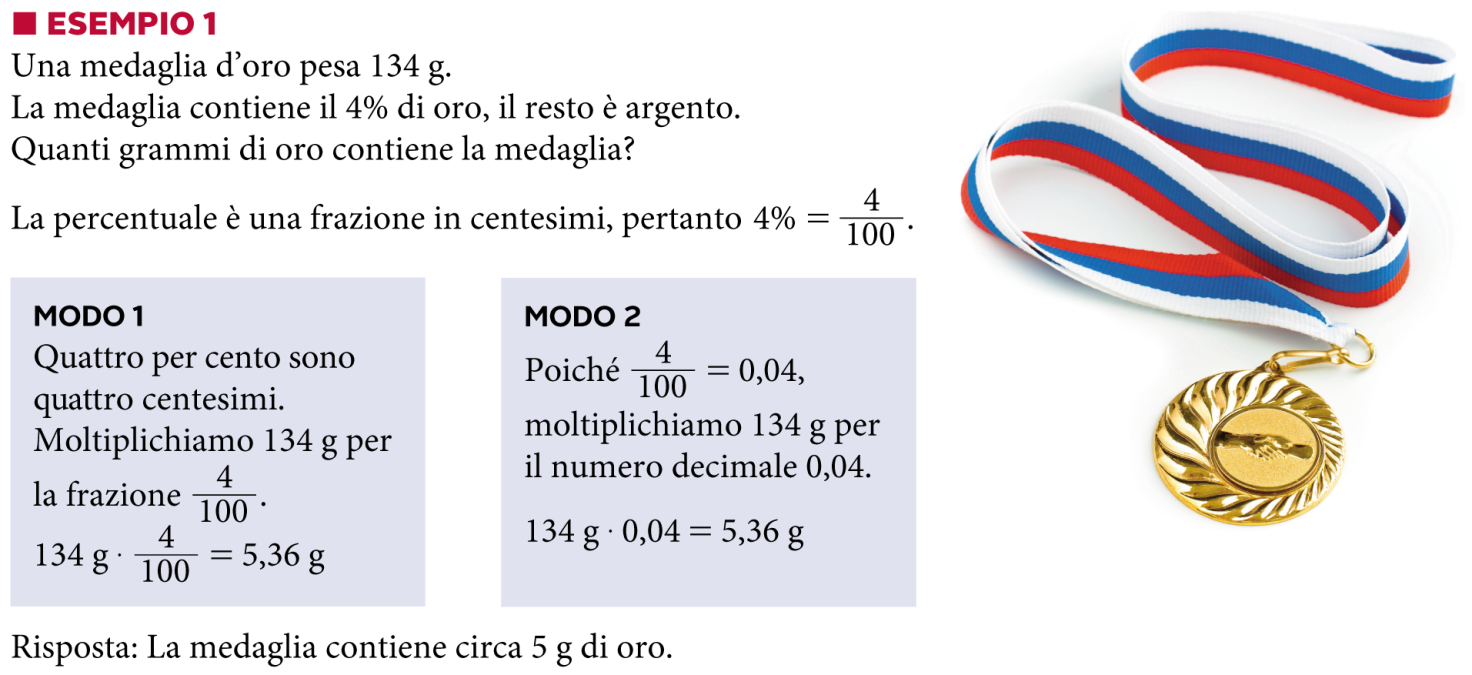 ■ ESEMPIO 1
Una medaglia d’oro pesa 134 g.
La medaglia contiene il 4% di oro, il resto è argento.
Quanti grammi di oro contiene la medaglia?
La percentuale è una frazione in centesimi, pertanto 4% = 4/100.
MODO 1
Quattro per cento sono
quattro centesimi.
Moltiplichiamo 134 g per
la frazione 4/100.
134 g · 4/100 = 5,36 g
MODO 2
Poiché 4/100 = 0,04,
moltiplichiamo 134 g per
il numero decimale 0,04.
134 g · 0,04 = 5,36 g
Risposta: La medaglia contiene circa 5 g di oro.